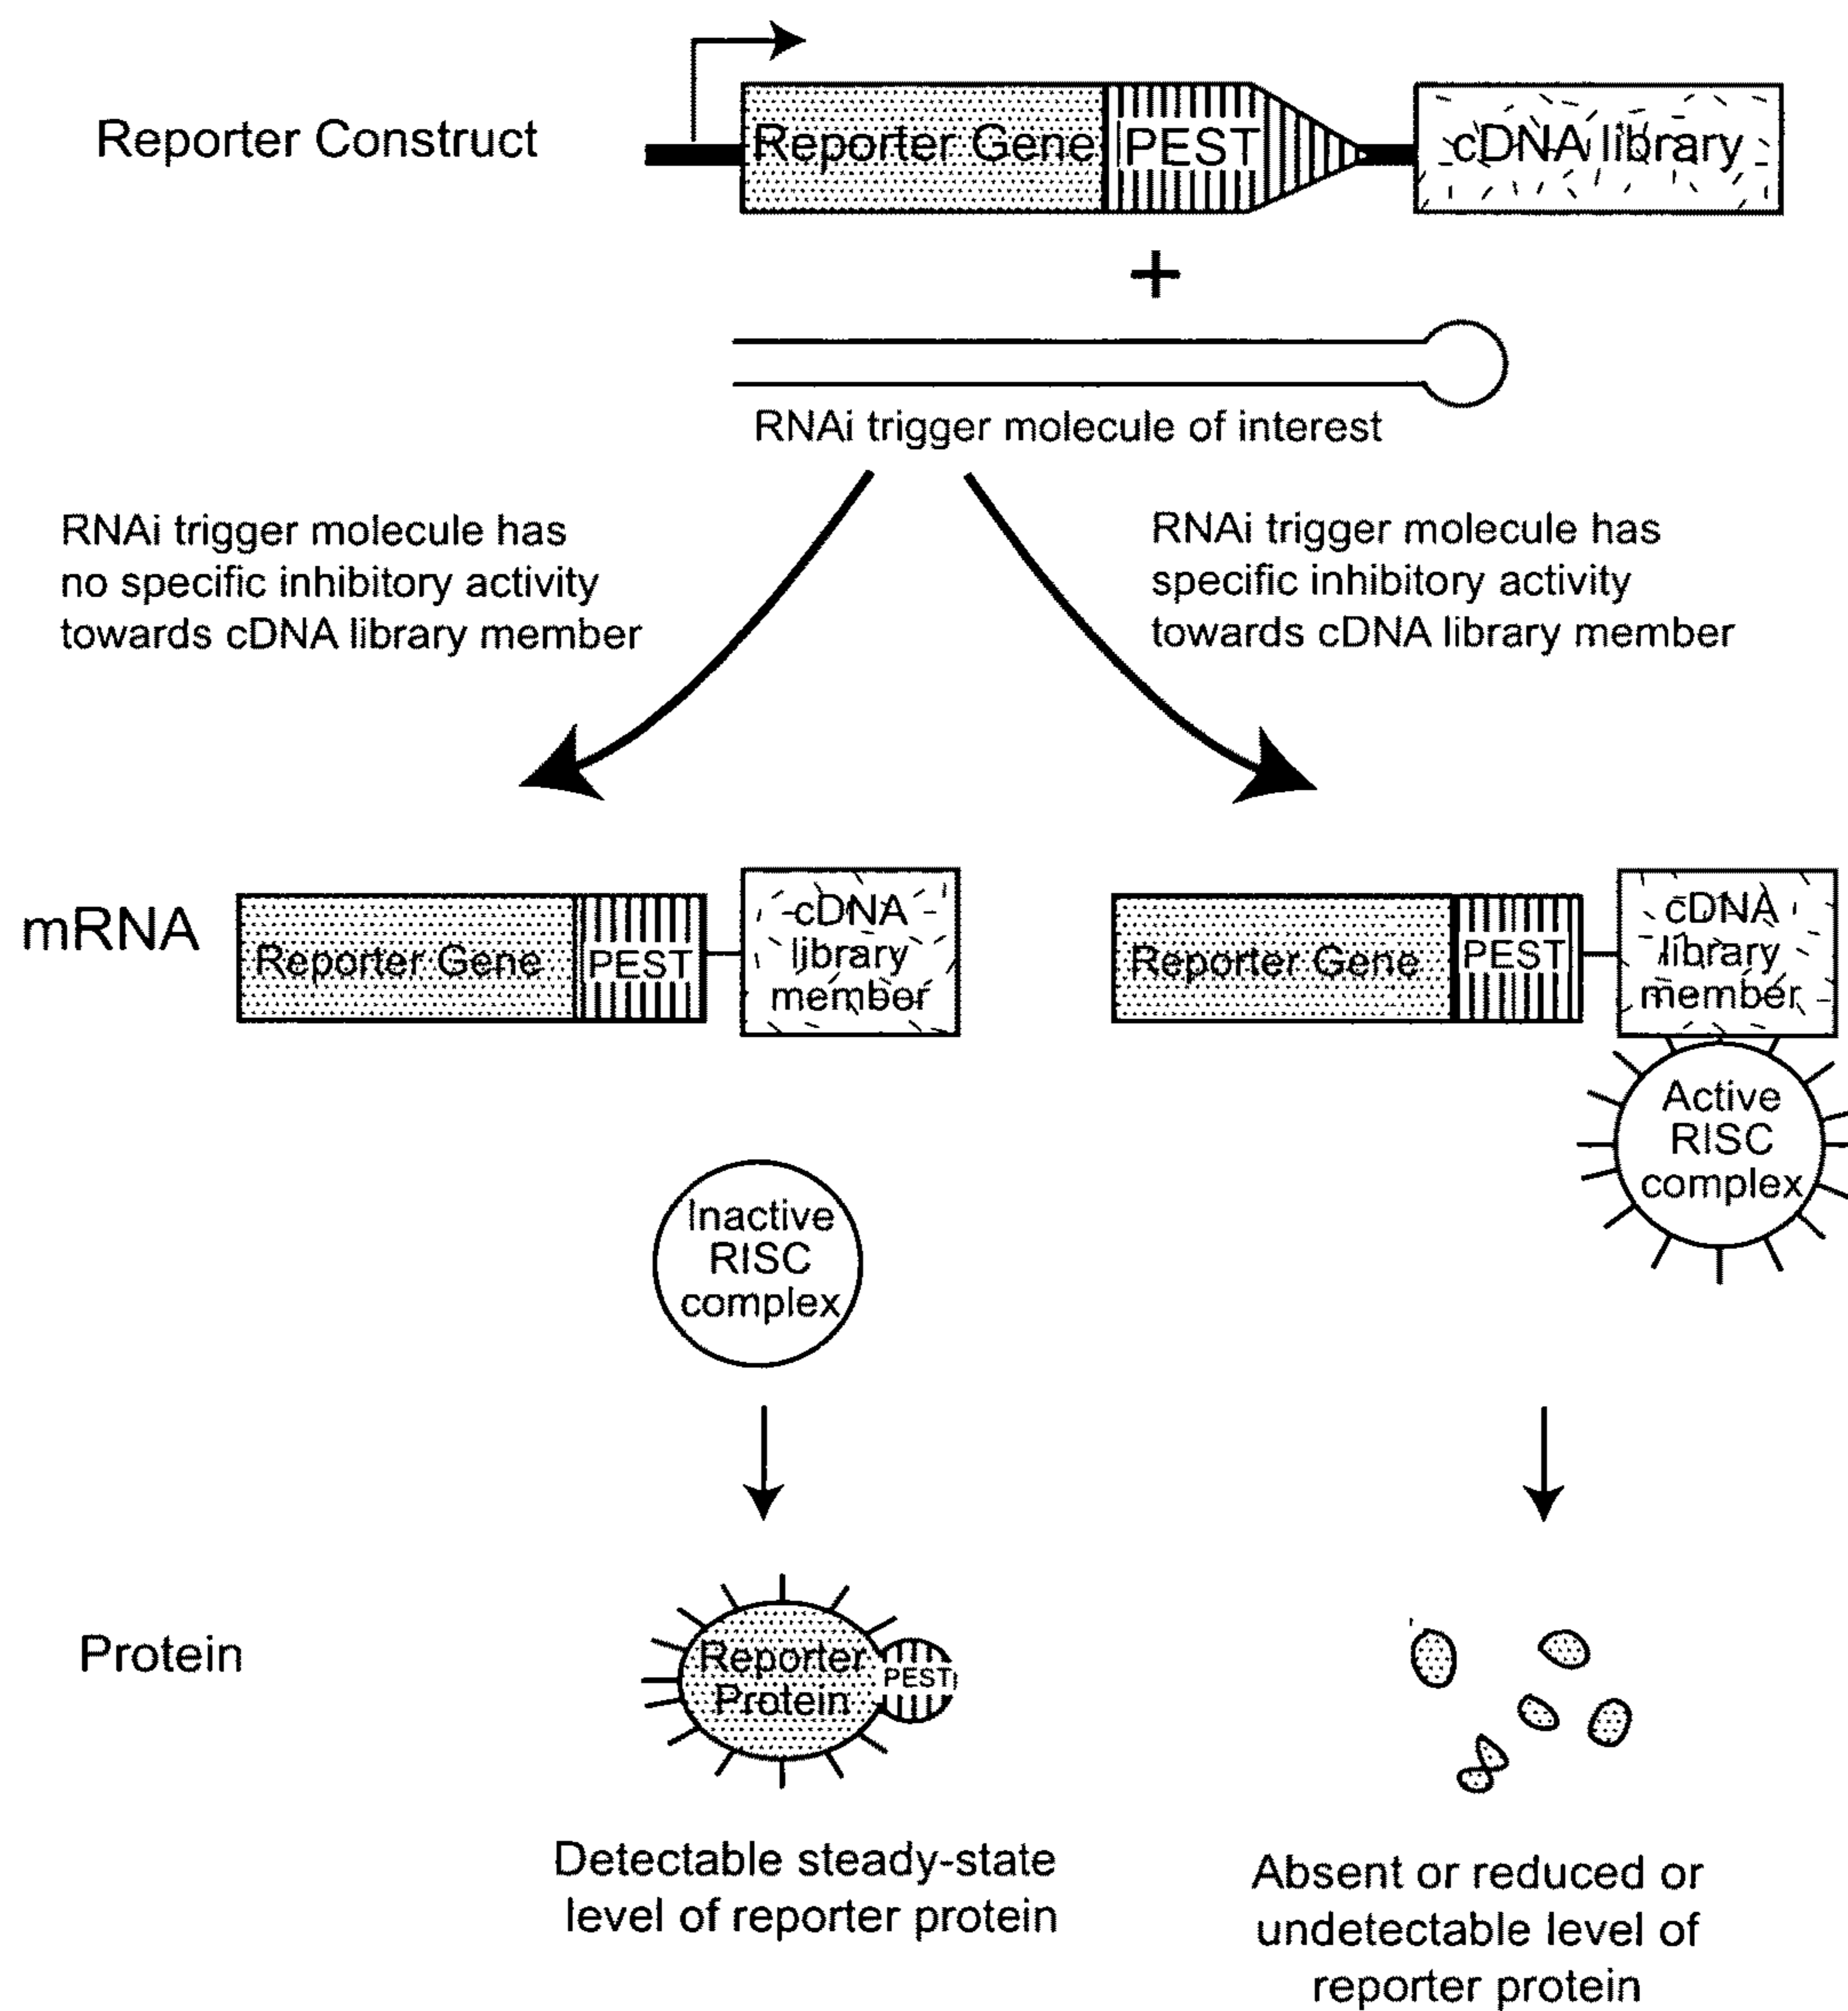 Reporter Construct
Reporter Gene
PEST
cDNA library
+
RNAi trigger molecule of interest
RNAi trigger molecule has
no specific inhibitory activity
towards cDNA library member
RNAi trigger molecule has
specific inhibitory activity
towards cDNA library member
mRNA
Reporter Gene
PEST
cDNA
library
member
Reporter Gene
PEST
cDNA
library
member
Active
RISC
complex
Inactive
RISC
complex
Protein
Reporter
Protein
PEST
Detectable steady-state
level of reporter protein
Absent or reduced or
undetectable level of
reporter protein